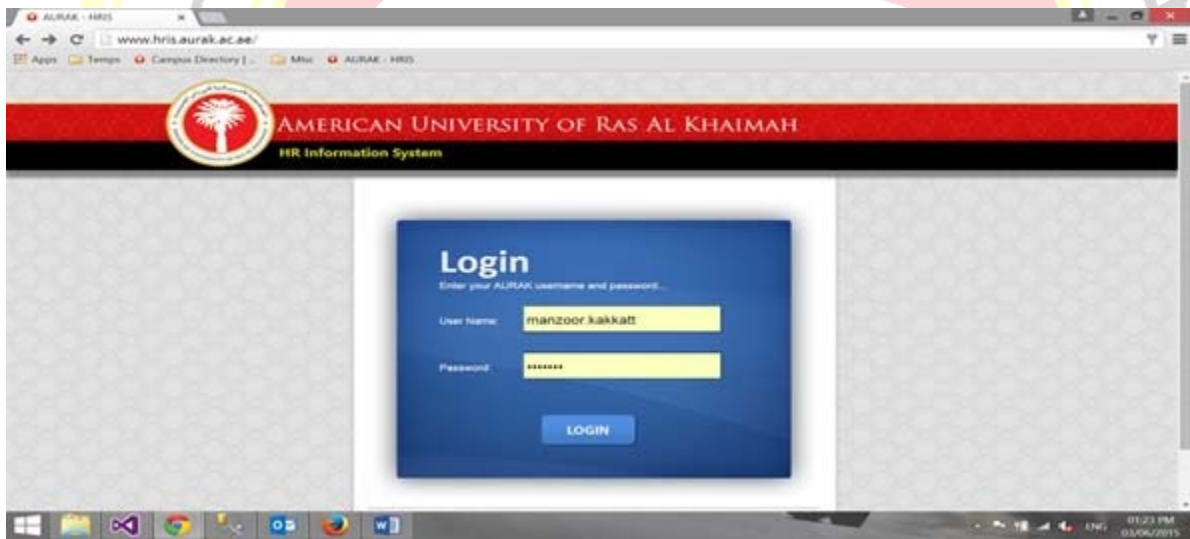 AURAK - HRIS
www.hris.aurak.ac.ae/
Apps Temps Campus Directory | .. Misc AURAK - HRIS
AMERICAN UNIVERSITY OF RAS AL KHAIMAH
HR Information System
Login
Enter your AURAK username and password...
User Name: manzoor.kakkatt
Password: •••••••
LOGIN
ENG 01:23 PM
03/06/2015